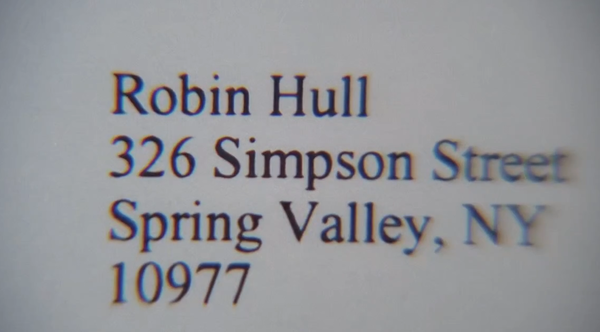 Robin Hull
326 Simpson Street
Spring Valley, NY
10977